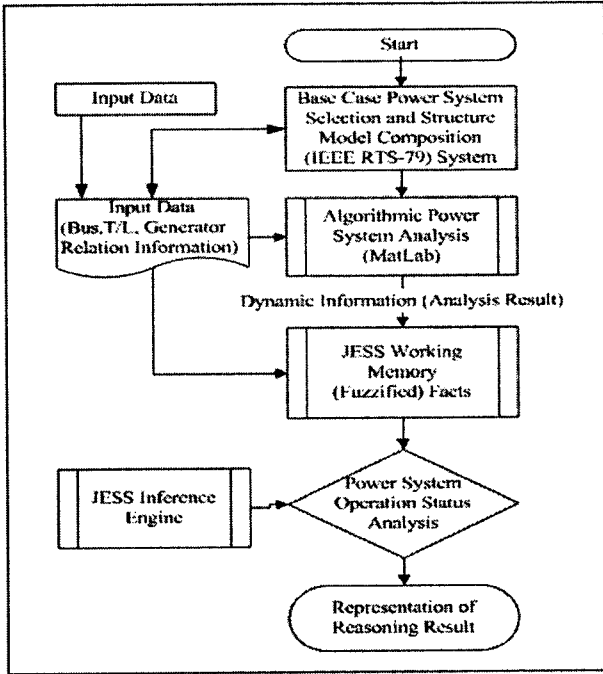 Start
Input Data
Base Case Power System
Selection and Structure
Model Composition
(IEEE RTS-79) System
Input Data
(Bus,T/L, Generator
Relation Information)
Algorithmic Power
System Analysis
(MatLab)
Dynamic Information (Analysis Result)
JESS Working
Memory
(Fuzzified) Facts
Power System
Operation Status
Analysis
JESS Inference
Engine
Representation of
Reasoning Result